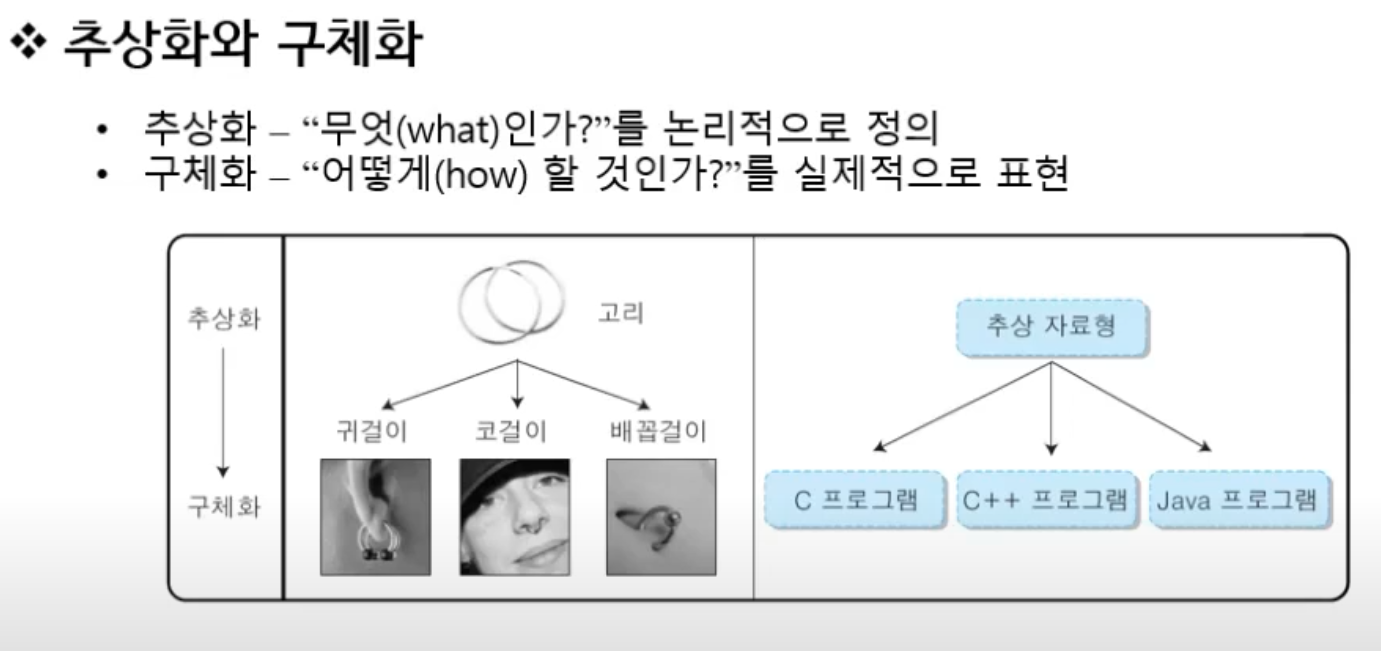 ❖ 추상화와 구체화
• 추상화 – “무엇(what)인가?”를 논리적으로 정의
• 구체화 – “어떻게(how) 할 것인가?”를 실제적으로 표현
추상화
고리
추상 자료형
귀걸이 코걸이 배꼽걸이
구체화
C 프로그램 C++ 프로그램 Java 프로그램